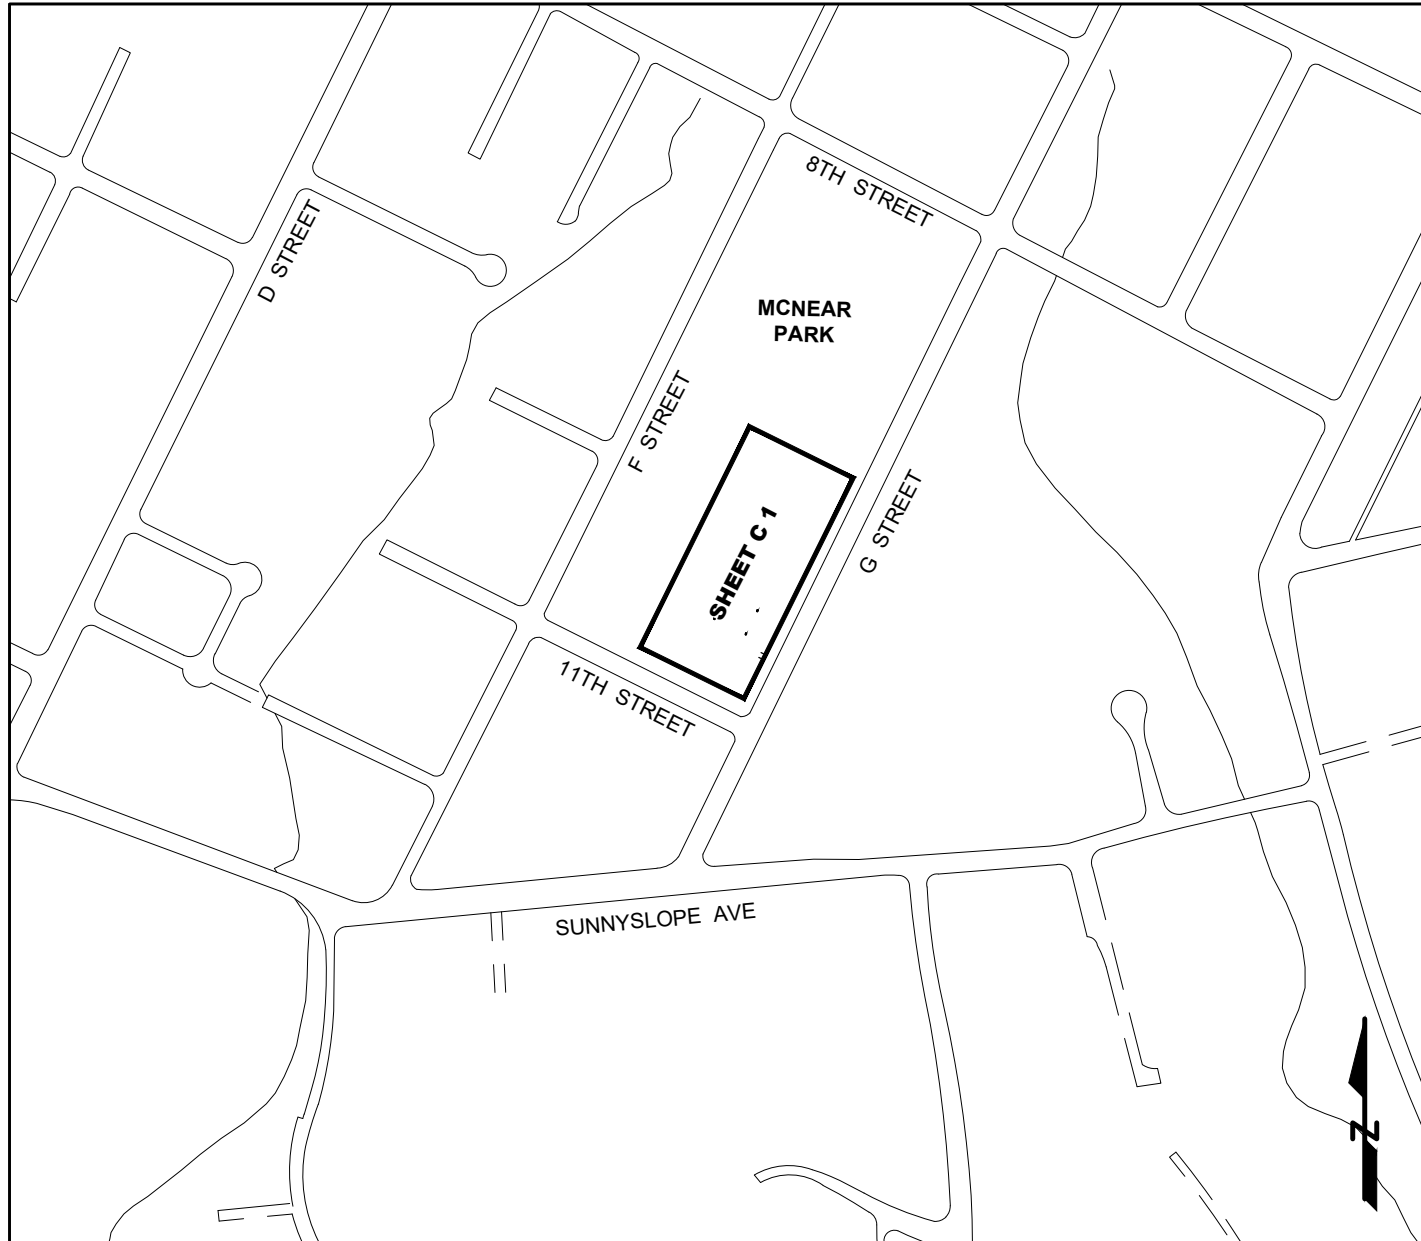 8TH STREET
D STREET
MCNEAR
PARK
F STREET
G STREET
SHEET C 1
11TH STREET
SUNNYSLOPE AVE
N